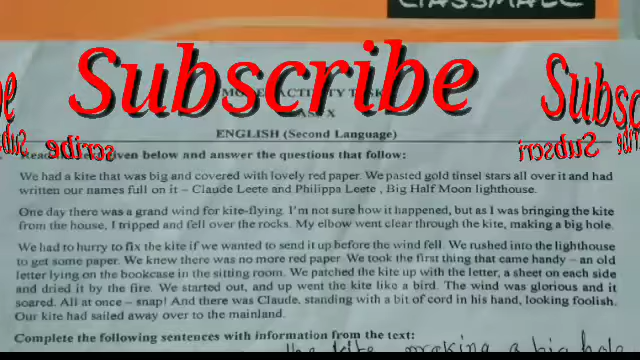 CLASSMATE
Subscribe
Subsc
scribe
Subscri
MODEL ACTIVITY TASK
CLASS X
ENGLISH (Second Language)
Read given below and answer the questions that follow:
We had a kite that was big and covered with lovely red paper. We pasted gold tinsel stars all over it and had
written our names full on it – Claude Leete and Philippa Leete , Big Half Moon lighthouse.
One day there was a grand wind for kite-flying. I'm not sure how it happened, but as I was bringing the kite
from the house, I tripped and fell over the rocks. My elbow went clear through the kite, making a big hole.
We had to hurry to fix the kite if we wanted to send it up before the wind fell. We rushed into the lighthouse
to get some paper. We knew there was no more red paper. We took the first thing that came handy – an old
letter lying on the bookcase in the sitting room. We patched the kite up with the letter, a sheet on each side
and dried it by the fire. We started out, and up went the kite like a bird. The wind was glorious and it
soared. All at once – snap! And there was Claude, standing with a bit of cord in his hand, looking foolish.
Our kite had sailed away over to the mainland.
Complete the following sentences with information from the text:
the kite making a big hole